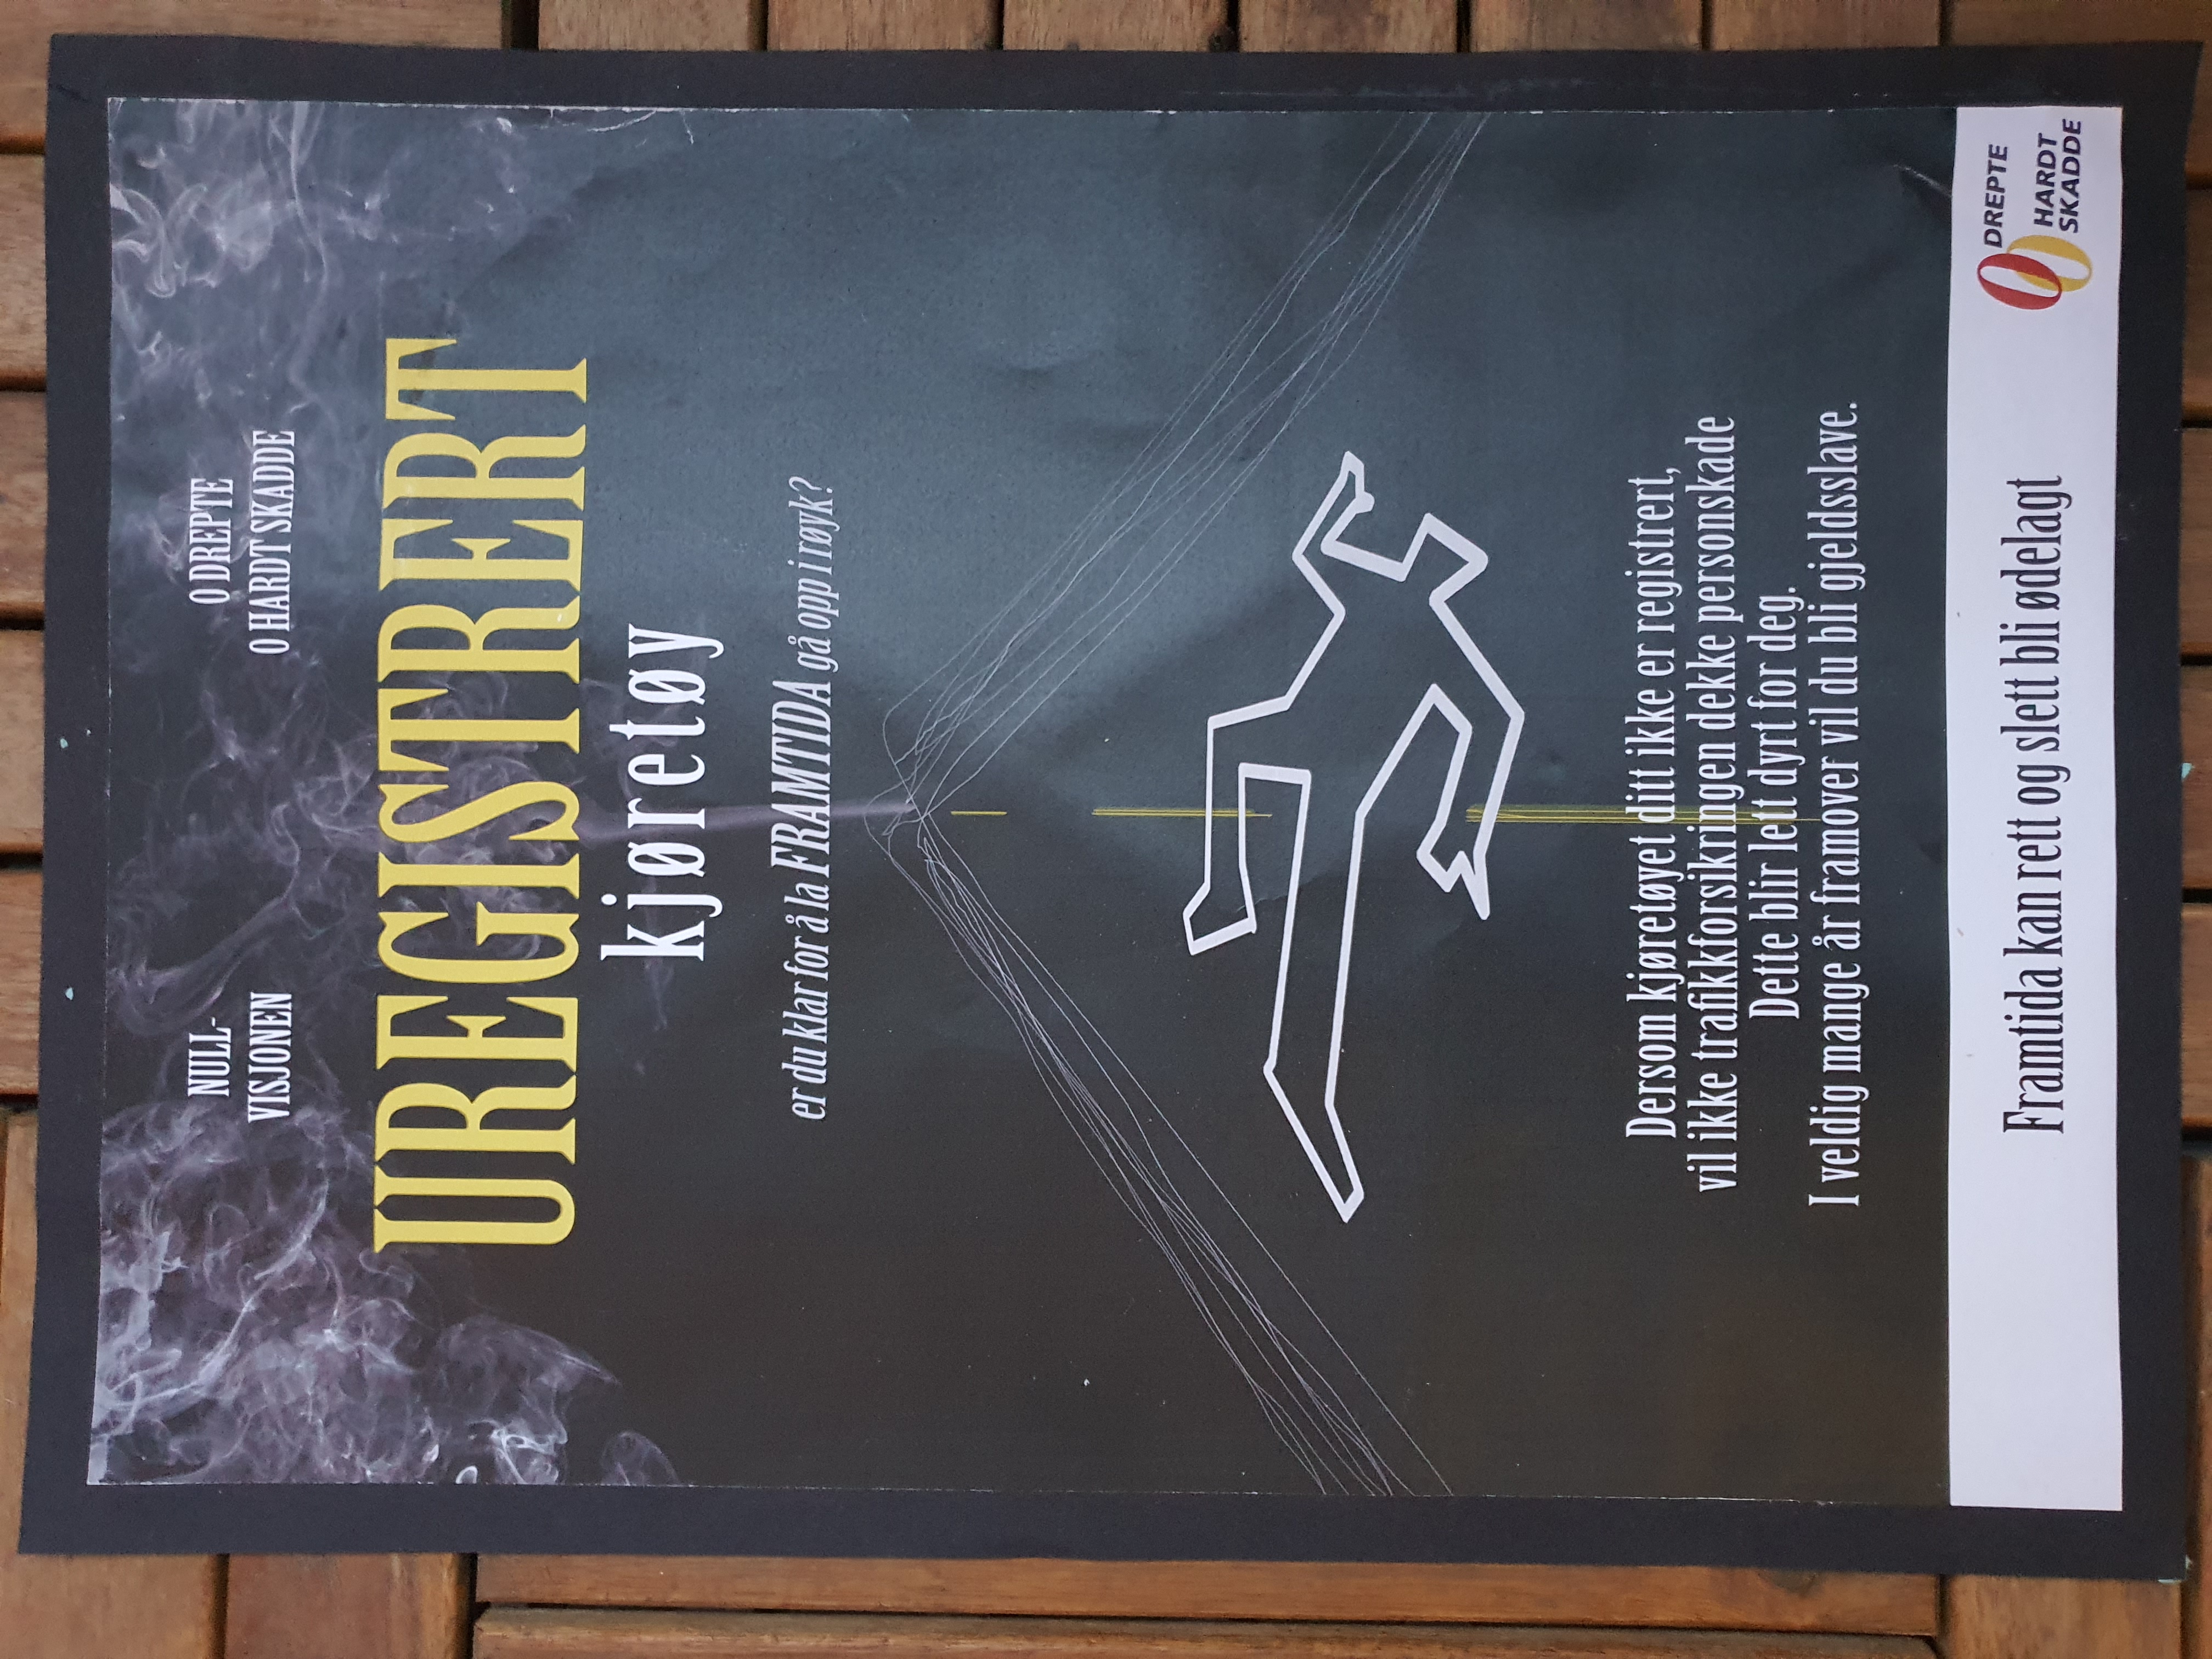 NULL-
VISJONEN
0 DREPTE
0 HARDT SKADDE
UREGISTRERT
kjøretøy
er du klar for å la FRAMTIDA gå opp i røyk?
Dersom kjøretøyet ditt ikke er registrert,
vil ikke trafikkforsikringen dekke personskade
Dette blir lett dyrt for deg.
I veldig mange år framover vil du bli gjeldsslave.
Framtida kan rett og slett bli ødelagt
0 DREPTE
0 HARDT
SKADDE